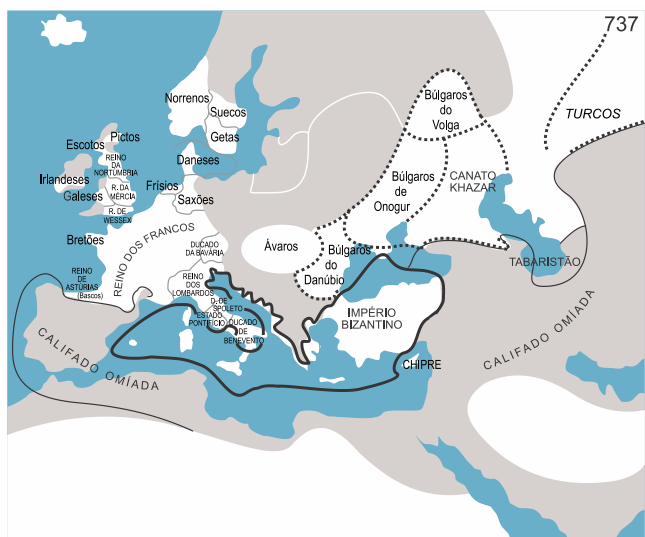 737
Búlgaros
do
Volga
TURCOS
Norrenos
Suecos
Getas
Daneses
Pictos
Escotos
REINO
DA
NORTÚMBRIA
Irlandeses
Galeses
R. DA
MÉRCIA
R. DE
WESSEX
Frísios
Saxões
Búlgaros
de
Onogur
CANATO
KHAZAR
Bretões
REINO DOS FRANCOS
DUCADO
DA BAVÁRIA
Ávaros
Búlgaros
do
Danúbio
TABARISTÃO
REINO
DE
ASTÚRIAS
(Bascos)
REINO
DOS
LOMBARDOS
D. DE
SPOLETO
ESTADO
PONTIFÍCIO
DUCADO
DE
BENEVENTO
IMPÉRIO
BIZANTINO
CHIPRE
CALIFADO OMÍADA
CALIFADO OMÍADA